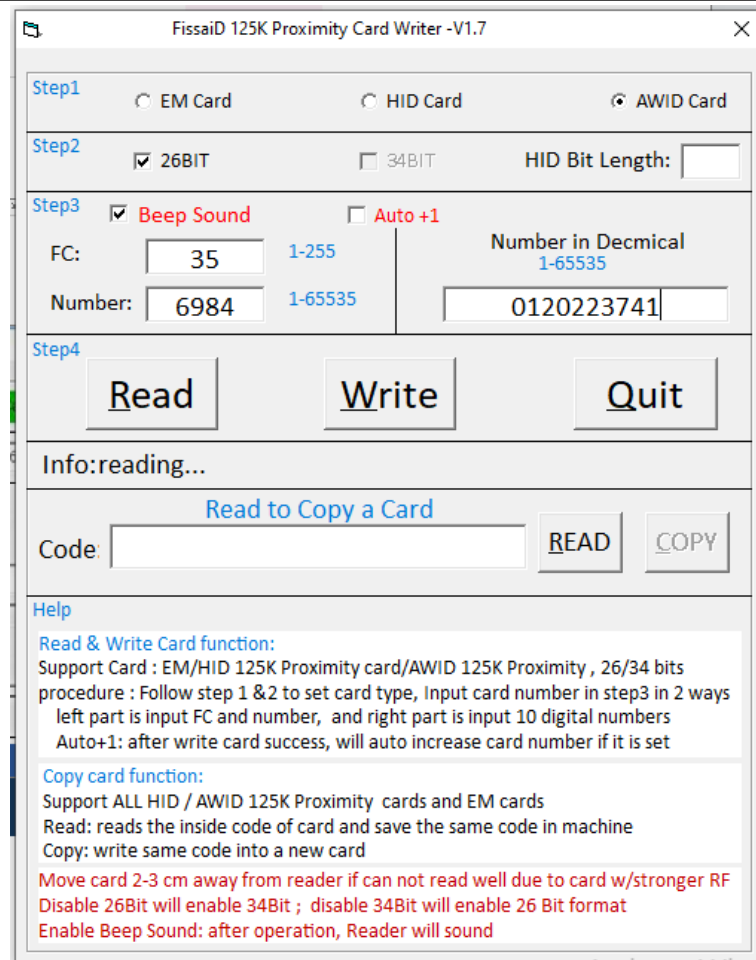 FissaiD 125K Proximity Card Writer -V1.7
Step1
EM Card HID Card AWID Card
Step2
26BIT 34BIT HID Bit Length:
Step3 Beep Sound Auto +1
FC: 35 1-255
Number: 6984 1-65535
Number in Decmical
1-65535
0120223741
Step4
Read Write Quit
Info:reading...
Read to Copy a Card
Code: READ COPY
Help
Read & Write Card function:
Support Card : EM/HID 125K Proximity card/AWID 125K Proximity , 26/34 bits
procedure : Follow step 1 &2 to set card type, Input card number in step3 in 2 ways
left part is input FC and number, and right part is input 10 digital numbers
Auto+1: after write card success, will auto increase card number if it is set
Copy card function:
Support ALL HID / AWID 125K Proximity cards and EM cards
Read: reads the inside code of card and save the same code in machine
Copy: write same code into a new card
Move card 2-3 cm away from reader if can not read well due to card w/stronger RF
Disable 26Bit will enable 34Bit ; disable 34Bit will enable 26 Bit format
Enable Beep Sound: after operation, Reader will sound